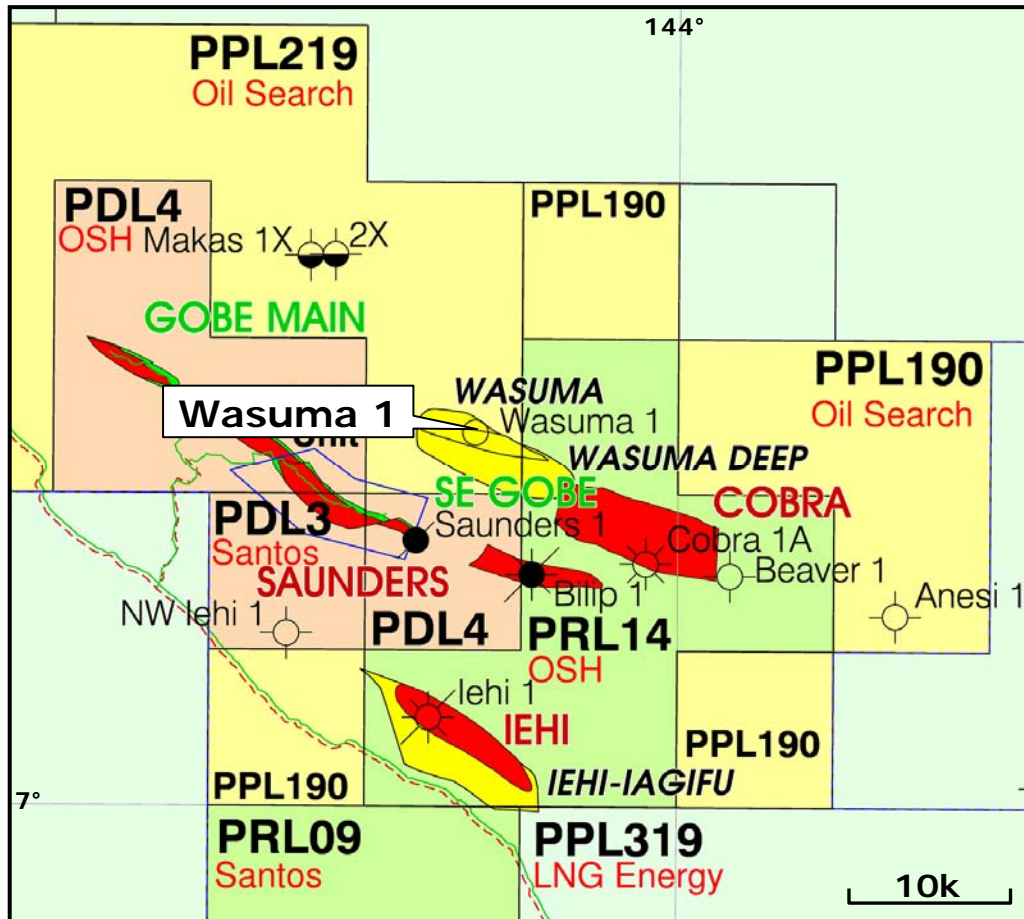 144°
PPL219
Oil Search
PDL4
OSH Makas 1X
2X
PPL190
GOBE MAIN
PPL190
Oil Search
WASUMA
Wasuma 1
Wasuma 1
Unit
WASUMA DEEP
SE GOBE
COBRA
PDL3
Santos
Saunders 1
Cobra 1A
SAUNDERS
Bilip 1
Beaver 1
Anesi 1
NW Iehi 1
PDL4
PRL14
OSH
Iehi 1
IEHI
PPL190
IEHI-IAGIFU
PPL190
7°
PRL09
Santos
PPL319
LNG Energy
10k